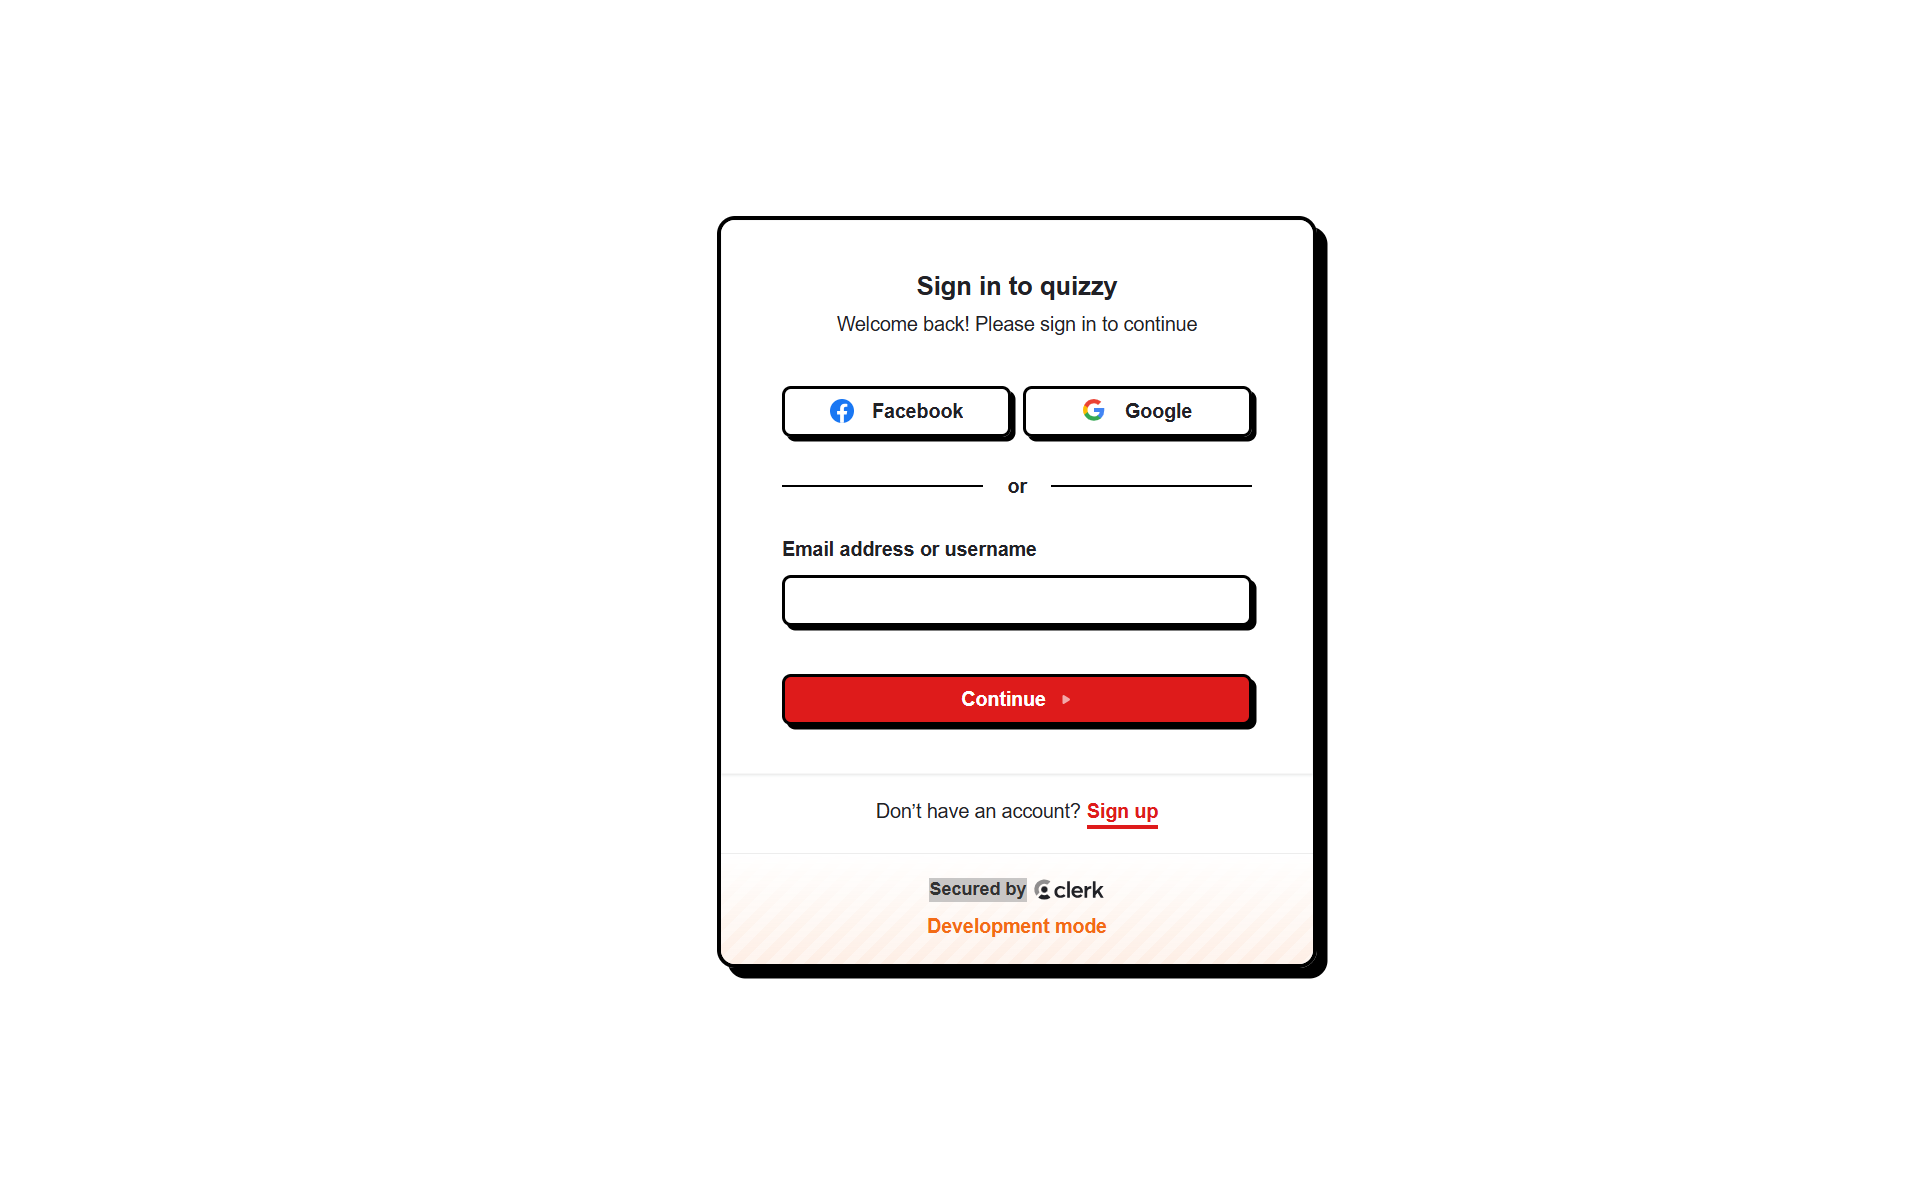 Sign in to quizzy
Welcome back! Please sign in to continue
Facebook
Google
or
Email address or username
Continue
Don’t have an account? Sign up
Secured by clerk
Development mode